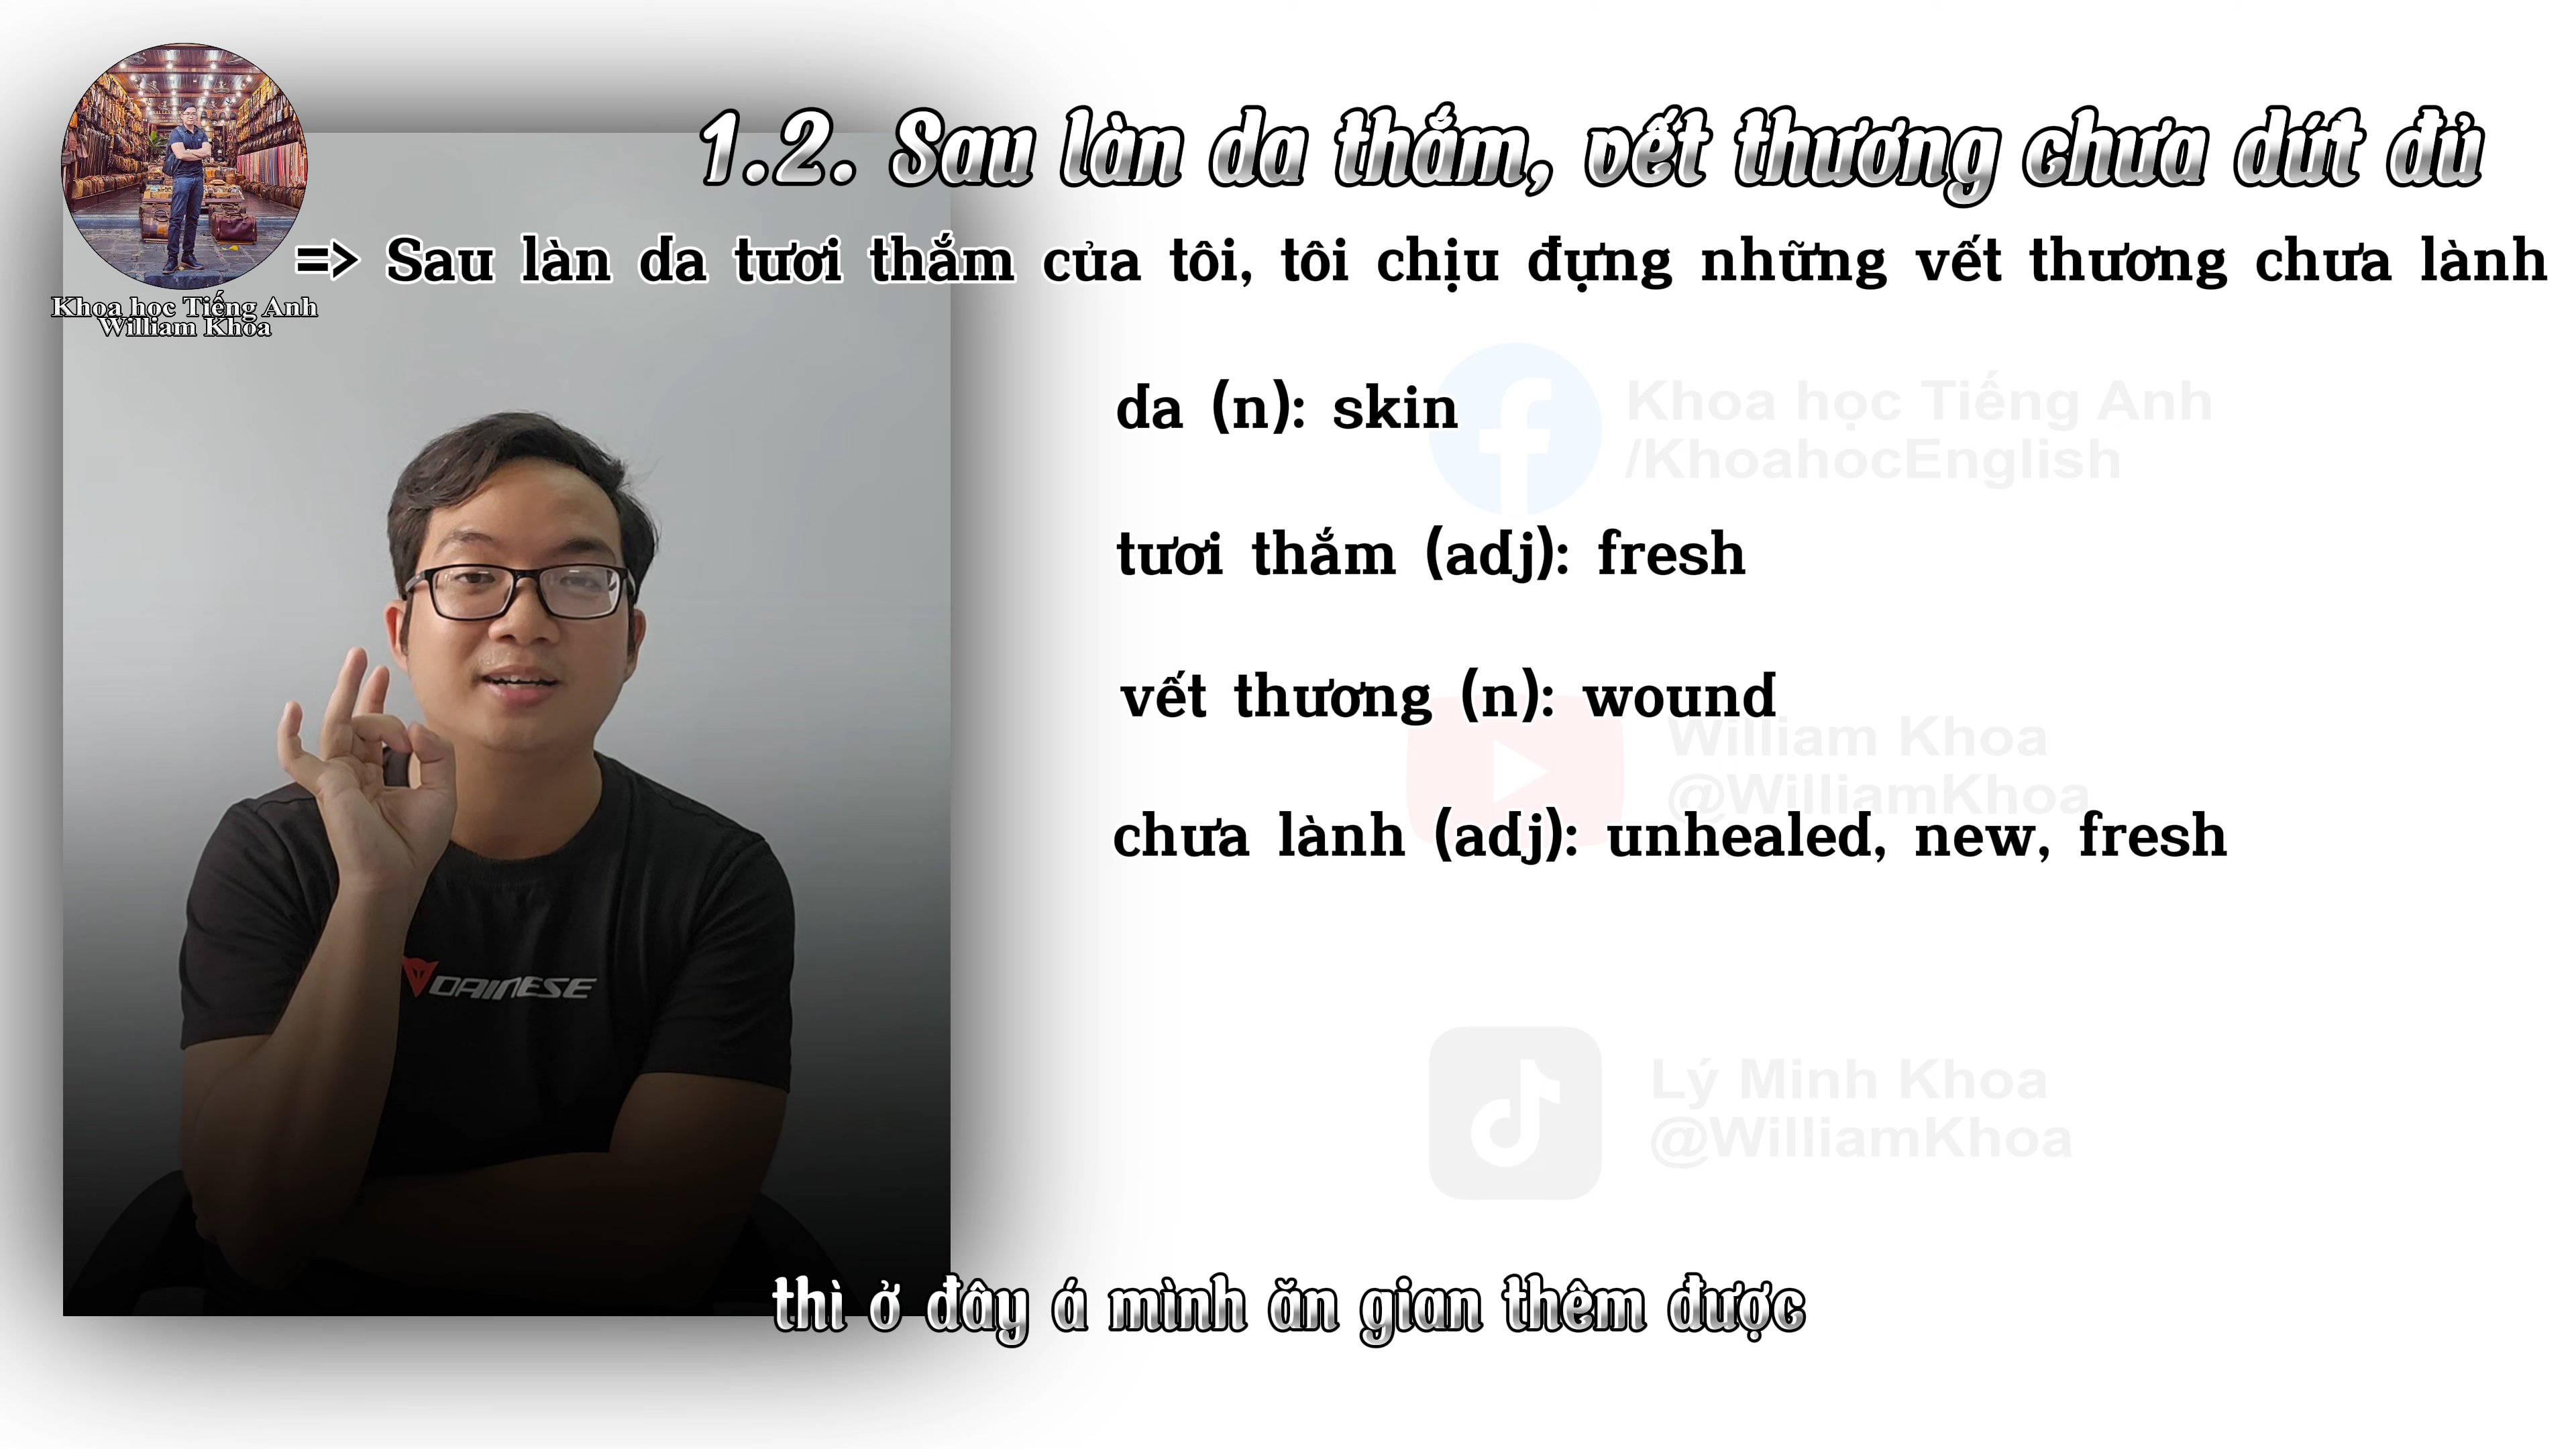 1.2. Sau làn da thắm, vết thương chưa dứt đủ
=> Sau làn da tươi thắm của tôi, tôi chịu đựng những vết thương chưa lành
Khoa học Tiếng Anh
William Khoa
da (n): skin
Khoa học Tiếng Anh
/KhoahocEnglish
tươi thắm (adj): fresh
vết thương (n): wound
William Khoa
@WilliamKhoa
chưa lành (adj): unhealed, new, fresh
DAINESE
Lý Minh Khoa
@WilliamKhoa
thì ở đây á mình ăn gian thêm được